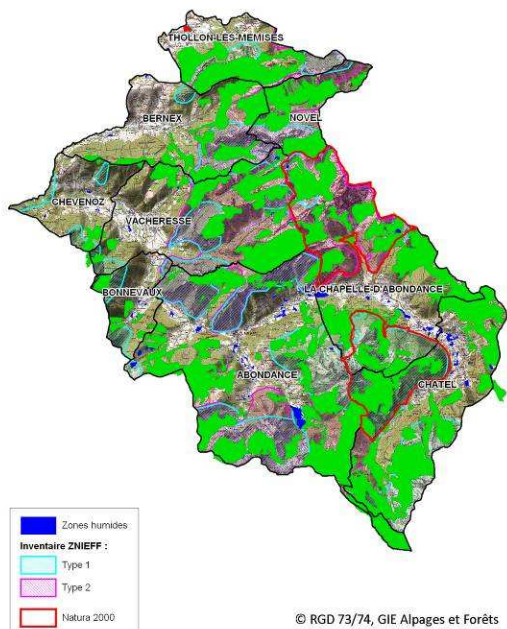 THOLLON-LES-MEMISES
BERNEX
NOVEL
CHEVENOZ
VACHERESSE
BONNEVAUX
LA CHAPELLE-D'ABONDANCE
ABONDANCE
CHATEL
Zones humides
Inventaire ZNIEFF :
Type 1
Type 2
Natura 2000
© RGD 73/74, GIE Alpages et Forêts